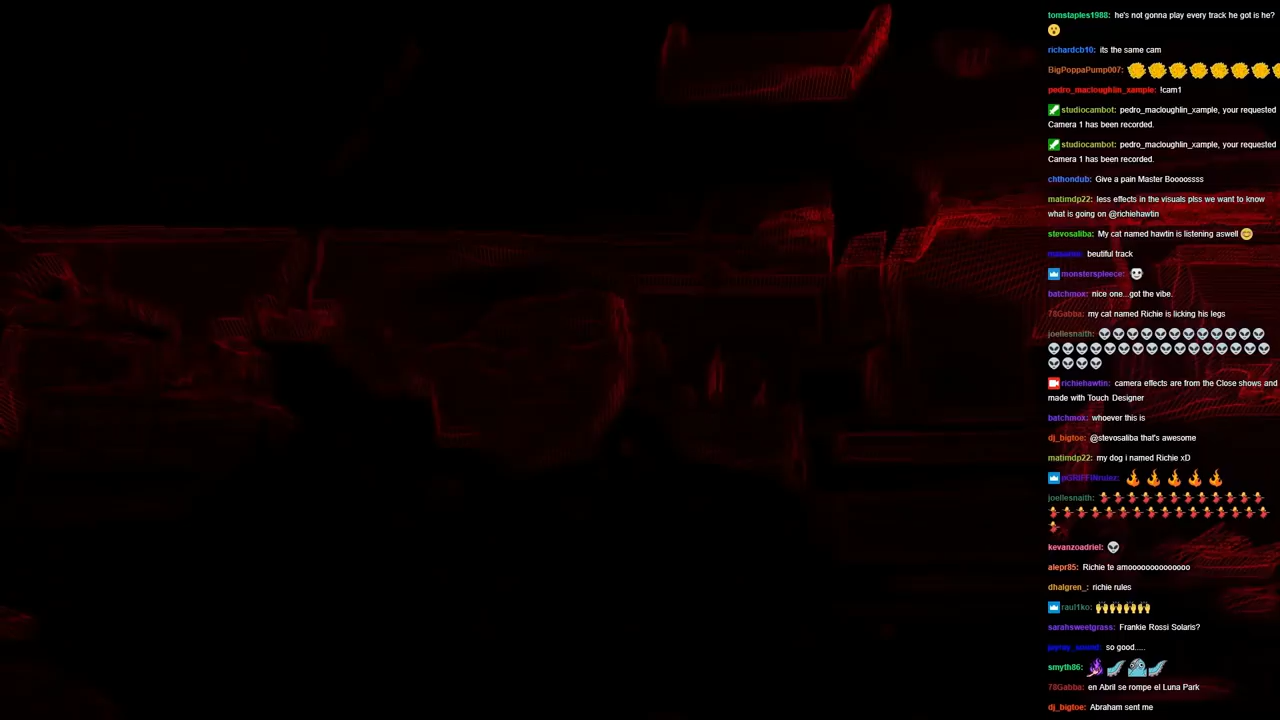 tomstaples1988: he's not gonna play every track he got is he?
😮
richardcb10: its the same cam
BigPoppaPump007:
pedro_macloughlin_xample: !cam1
studiocambot: pedro_macloughlin_xample, your requested
Camera 1 has been recorded.
studiocambot: pedro_macloughlin_xample, your requested
Camera 1 has been recorded.
chthondub: Give a pain Master Boooossss
matimdp22: less effects in the visuals plss we want to know
what is going on @richiehawtin
stevosaliba: My cat named hawtin is listening aswell 😊
beutiful track
monsterspleece:
batchmox: nice one...got the vibe.
78Gabba: my cat named Richie is licking his legs
joellesnaith: 👽👽👽👽👽👽👽👽👽👽👽👽
👽👽👽👽👽👽👽👽👽👽👽👽👽👽👽👽
👽👽👽👽
richiehawtin: camera effects are from the Close shows and
made with Touch Designer
batchmox: whoever this is
dj_bigtoe: @stevosaliba that's awesome
matimdp22: my dog i named Richie xD
🔥🔥🔥🔥🔥
joellesnaith: 💃💃💃💃💃💃💃💃💃💃💃💃
💃💃💃💃💃💃💃💃💃💃💃💃💃💃💃💃
💃
kevanzoadriel: 👽
alepr85: Richie te amoooooooooooooo
dhalgren_: richie rules
raul1ko: 🙌🙌🙌🙌
sarahsweetgrass: Frankie Rossi Solaris?
so good.....
smyth86:
78Gabba: en Abril se rompe el Luna Park
dj_bigtoe: Abraham sent me